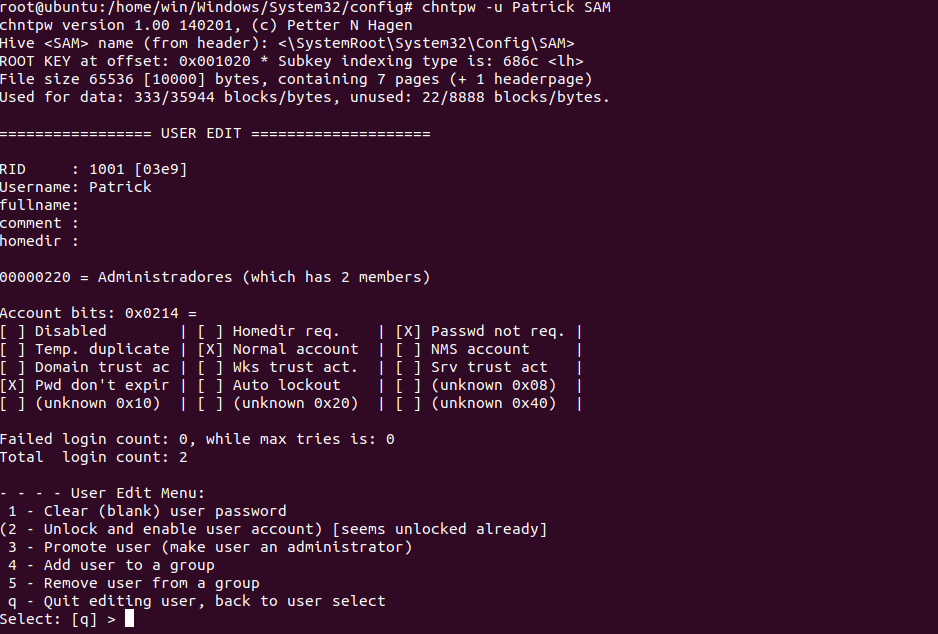 root@ubuntu:/home/win/Windows/System32/config# chntpw -u Patrick SAM
chntpw version 1.00 140201, (c) Petter N Hagen
Hive <SAM> name (from header): <\SystemRoot\System32\Config\SAM>
ROOT KEY at offset: 0x001020 * Subkey indexing type is: 686c <lh>
File size 65536 [10000] bytes, containing 7 pages (+ 1 headerpage)
Used for data: 333/35944 blocks/bytes, unused: 22/8888 blocks/bytes.
================= USER EDIT ====================
RID     : 1001 [03e9]
Username: Patrick
fullname:
comment :
homedir :
00000220 = Administradores (which has 2 members)
Account bits: 0x0214 =
[ ] Disabled        | [ ] Homedir req.    | [X] Passwd not req. |
[ ] Temp. duplicate | [X] Normal account  | [ ] NMS account     |
[ ] Domain trust ac | [ ] Wks trust act.  | [ ] Srv trust act   |
[X] Pwd don't expir | [ ] Auto lockout    | [ ] (unknown 0x08)  |
[ ] (unknown 0x10)  | [ ] (unknown 0x20)  | [ ] (unknown 0x40)  |
Failed login count: 0, while max tries is: 0
Total  login count: 2
- - - - User Edit Menu:
 1 - Clear (blank) user password
(2 - Unlock and enable user account) [seems unlocked already]
 3 - Promote user (make user an administrator)
 4 - Add user to a group
 5 - Remove user from a group
 q - Quit editing user, back to user select
Select: [q] >